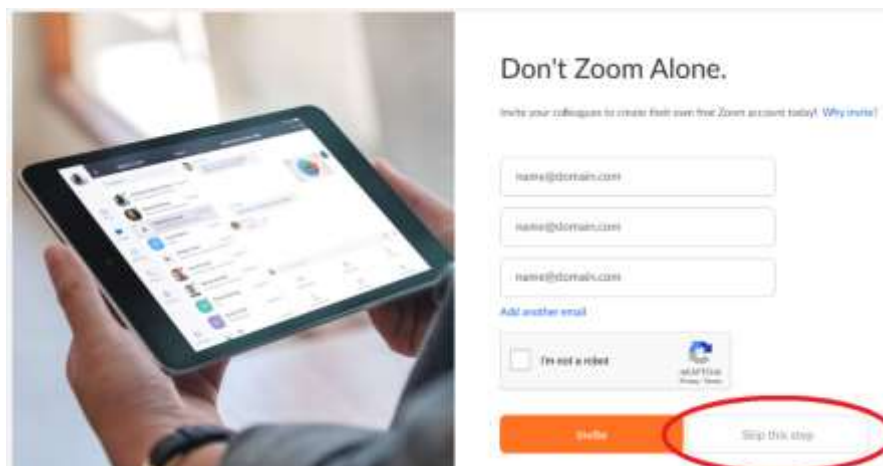 Don't Zoom Alone.
Invite your colleagues to create their own free Zoom account today! Why invite?
name@domain.com
name@domain.com
name@domain.com
Add another email
I'm not a robot
reCAPTCHA
Privacy - Terms
Invite
Skip this step